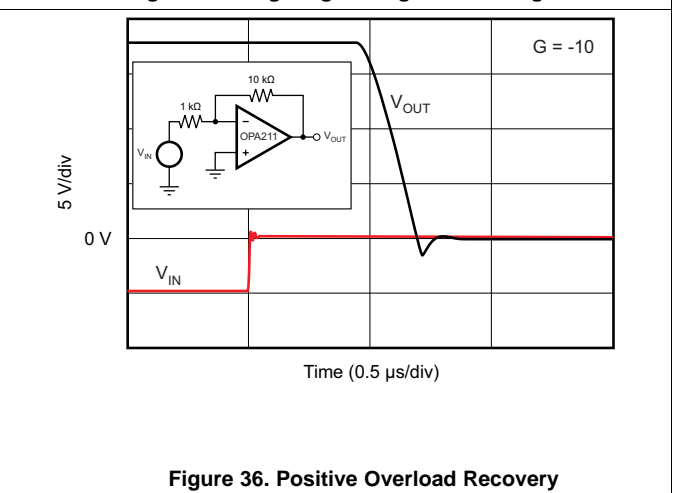 G = -10
10 kΩ
1 kΩ
V_OUT
−
OPA211
V_OUT
V_IN
+
5 V/div
0 V
V_IN
Time (0.5 μs/div)
Figure 36. Positive Overload Recovery